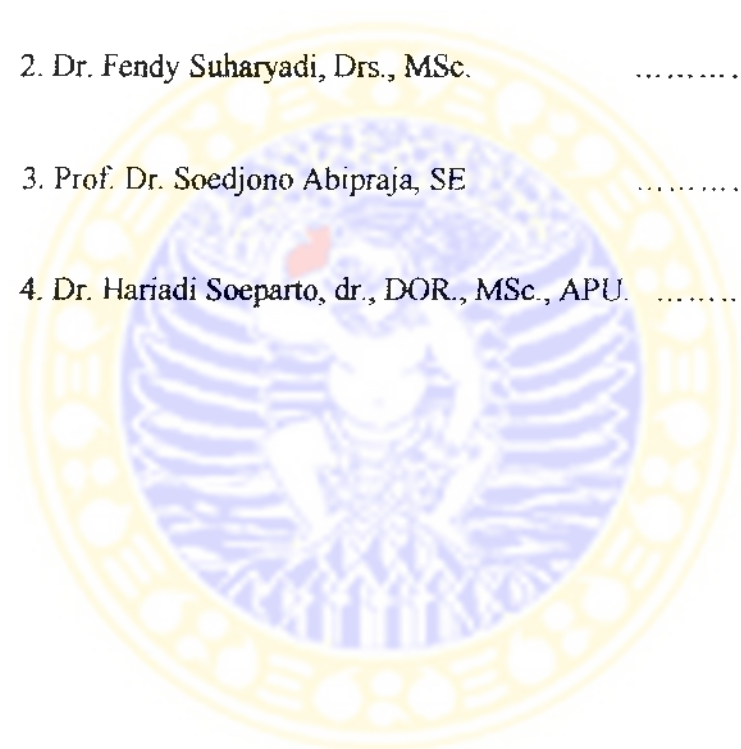 2. Dr. Fendy Suharyadi, Drs., MSc. ..........
3. Prof. Dr. Soedjono Abipraja, SE ..........
4. Dr. Hariadi Soeparto, dr., DOR., MSc., APU. ........